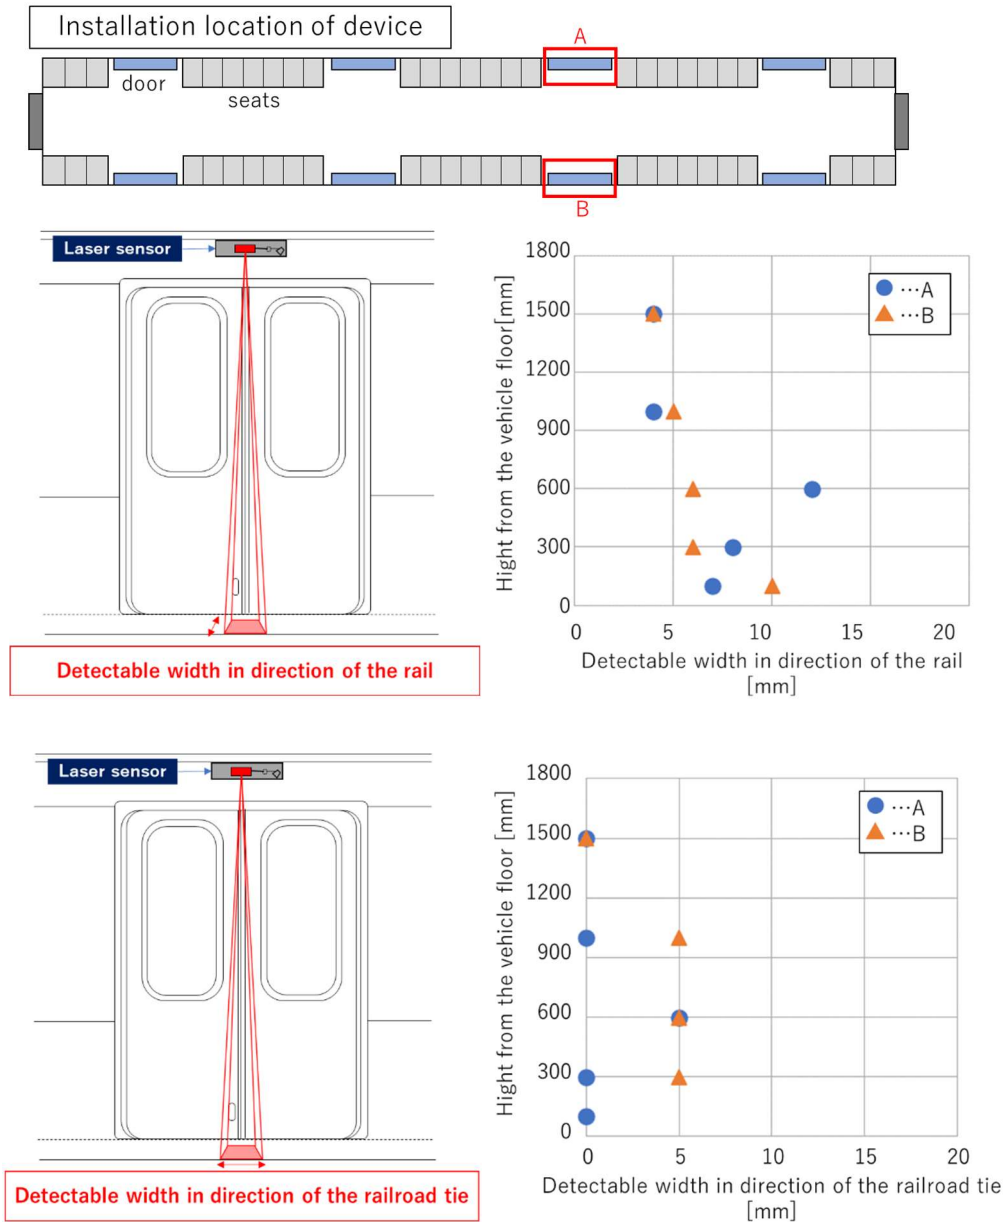 Installation location of device
A
door
seats
B
Laser sensor
Detectable width in direction of the rail
1800
1500
1200
900
600
300
0
Hight from the vehicle floor[mm]
…A
…B
0 5 10 15 20
Detectable width in direction of the rail
[mm]
Laser sensor
Detectable width in direction of the railroad tie
1800
1500
1200
900
600
300
0
Hight from the vehicle floor [mm]
…A
…B
0 5 10 15 20
Detectable width in direction of the railroad tie
[mm]